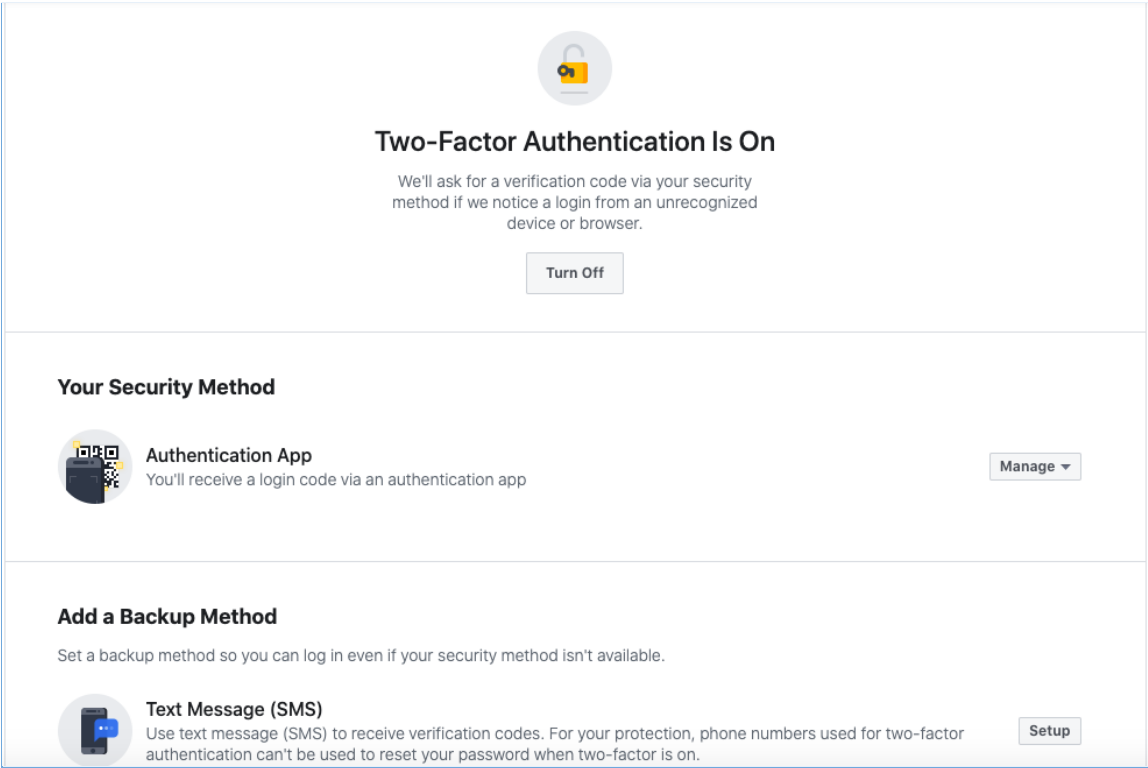 Two-Factor Authentication Is On
We'll ask for a verification code via your security
method if we notice a login from an unrecognized
device or browser.
Turn Off
Your Security Method
Authentication App
You'll receive a login code via an authentication app
Manage
Add a Backup Method
Set a backup method so you can log in even if your security method isn't available.
Text Message (SMS)
Use text message (SMS) to receive verification codes. For your protection, phone numbers used for two-factor
authentication can't be used to reset your password when two-factor is on.
Setup